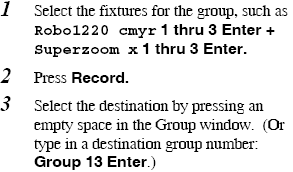 1 Select the fixtures for the group, such as
Robo1220 cmyr 1 thru 3 Enter +
Superzoom x 1 thru 3 Enter.
2 Press Record.
3 Select the destination by pressing an
empty space in the Group window. (Or
type in a destination group number:
Group 13 Enter.)